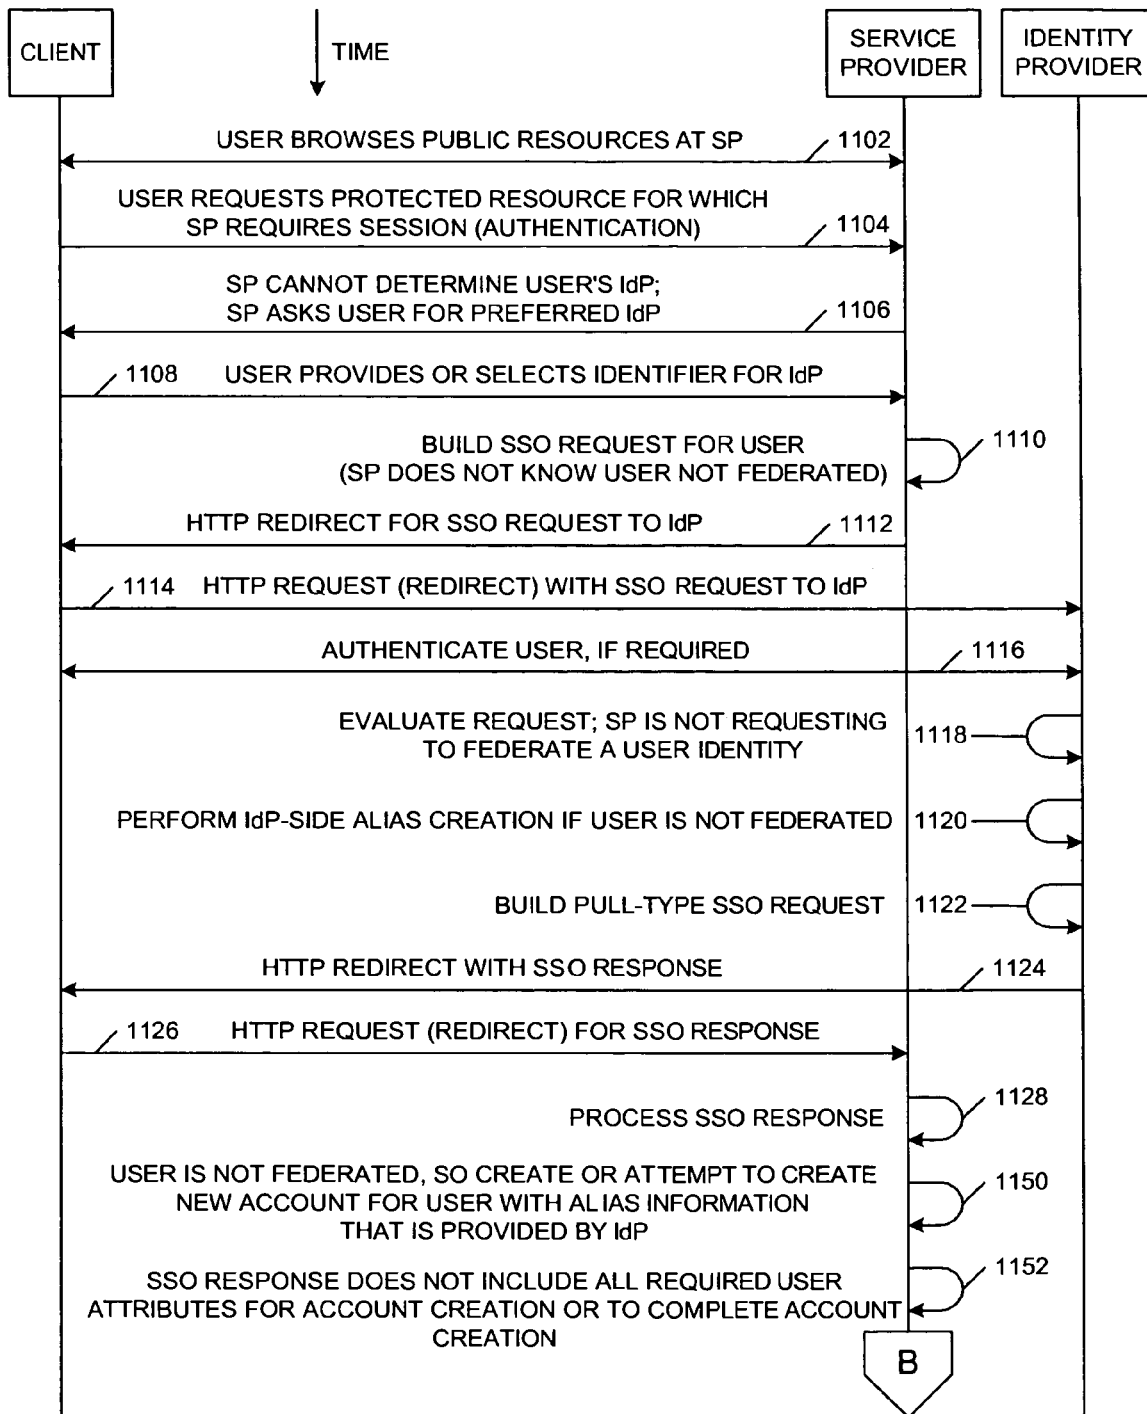 CLIENT
TIME
SERVICE
PROVIDER
IDENTITY
PROVIDER
USER BROWSES PUBLIC RESOURCES AT SP
1102
USER REQUESTS PROTECTED RESOURCE FOR WHICH
SP REQUIRES SESSION (AUTHENTICATION)
1104
SP CANNOT DETERMINE USER'S IdP;
SP ASKS USER FOR PREFERRED IdP
1106
1108
USER PROVIDES OR SELECTS IDENTIFIER FOR IdP
BUILD SSO REQUEST FOR USER
(SP DOES NOT KNOW USER NOT FEDERATED)
1110
HTTP REDIRECT FOR SSO REQUEST TO IdP
1112
1114
HTTP REQUEST (REDIRECT) WITH SSO REQUEST TO IdP
AUTHENTICATE USER, IF REQUIRED
1116
EVALUATE REQUEST; SP IS NOT REQUESTING
TO FEDERATE A USER IDENTITY
1118
PERFORM IdP-SIDE ALIAS CREATION IF USER IS NOT FEDERATED
1120
BUILD PULL-TYPE SSO REQUEST
1122
HTTP REDIRECT WITH SSO RESPONSE
1124
1126
HTTP REQUEST (REDIRECT) FOR SSO RESPONSE
PROCESS SSO RESPONSE
1128
USER IS NOT FEDERATED, SO CREATE OR ATTEMPT TO CREATE
NEW ACCOUNT FOR USER WITH ALIAS INFORMATION
THAT IS PROVIDED BY IdP
1150
SSO RESPONSE DOES NOT INCLUDE ALL REQUIRED USER
ATTRIBUTES FOR ACCOUNT CREATION OR TO COMPLETE ACCOUNT
CREATION
1152
B